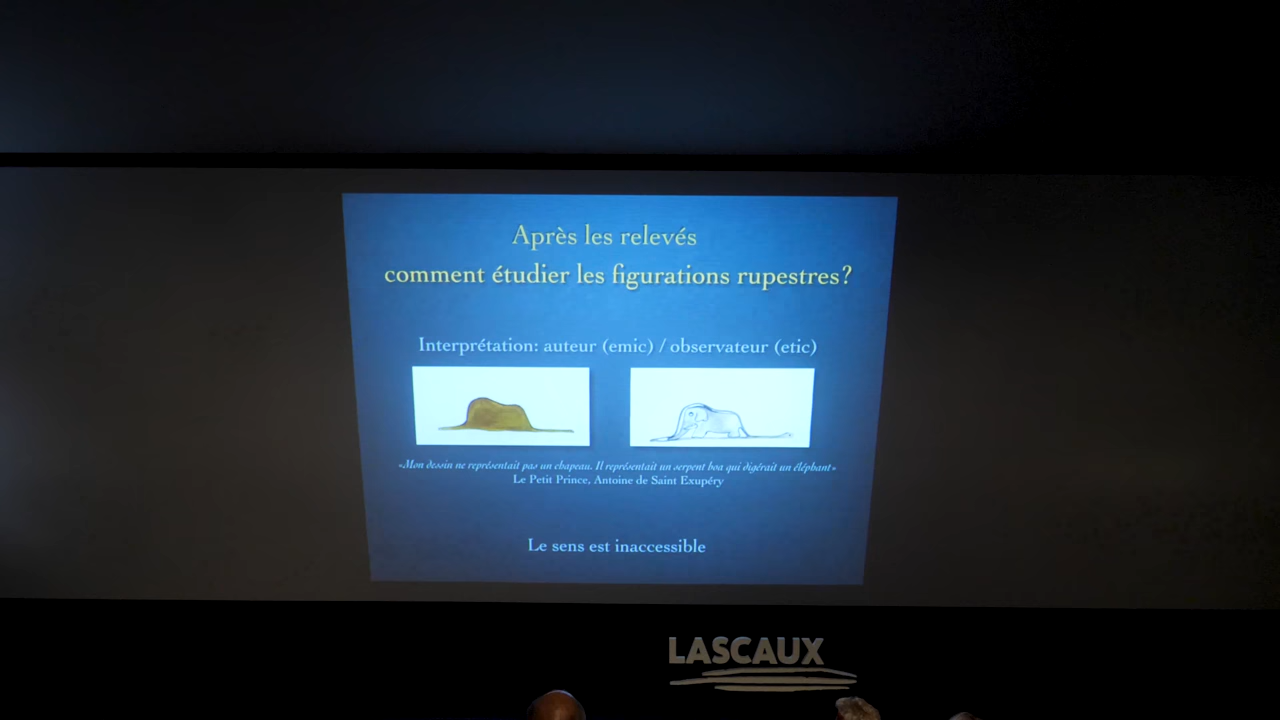 Après les relevés
comment étudier les figurations rupestres?
Interprétation: auteur (emic) / observateur (etic)
«Mon dessin ne représentait pas un chapeau. Il représentait un serpent boa qui digérait un éléphant»
Le Petit Prince, Antoine de Saint Exupéry
Le sens est inaccessible
LASCAUX